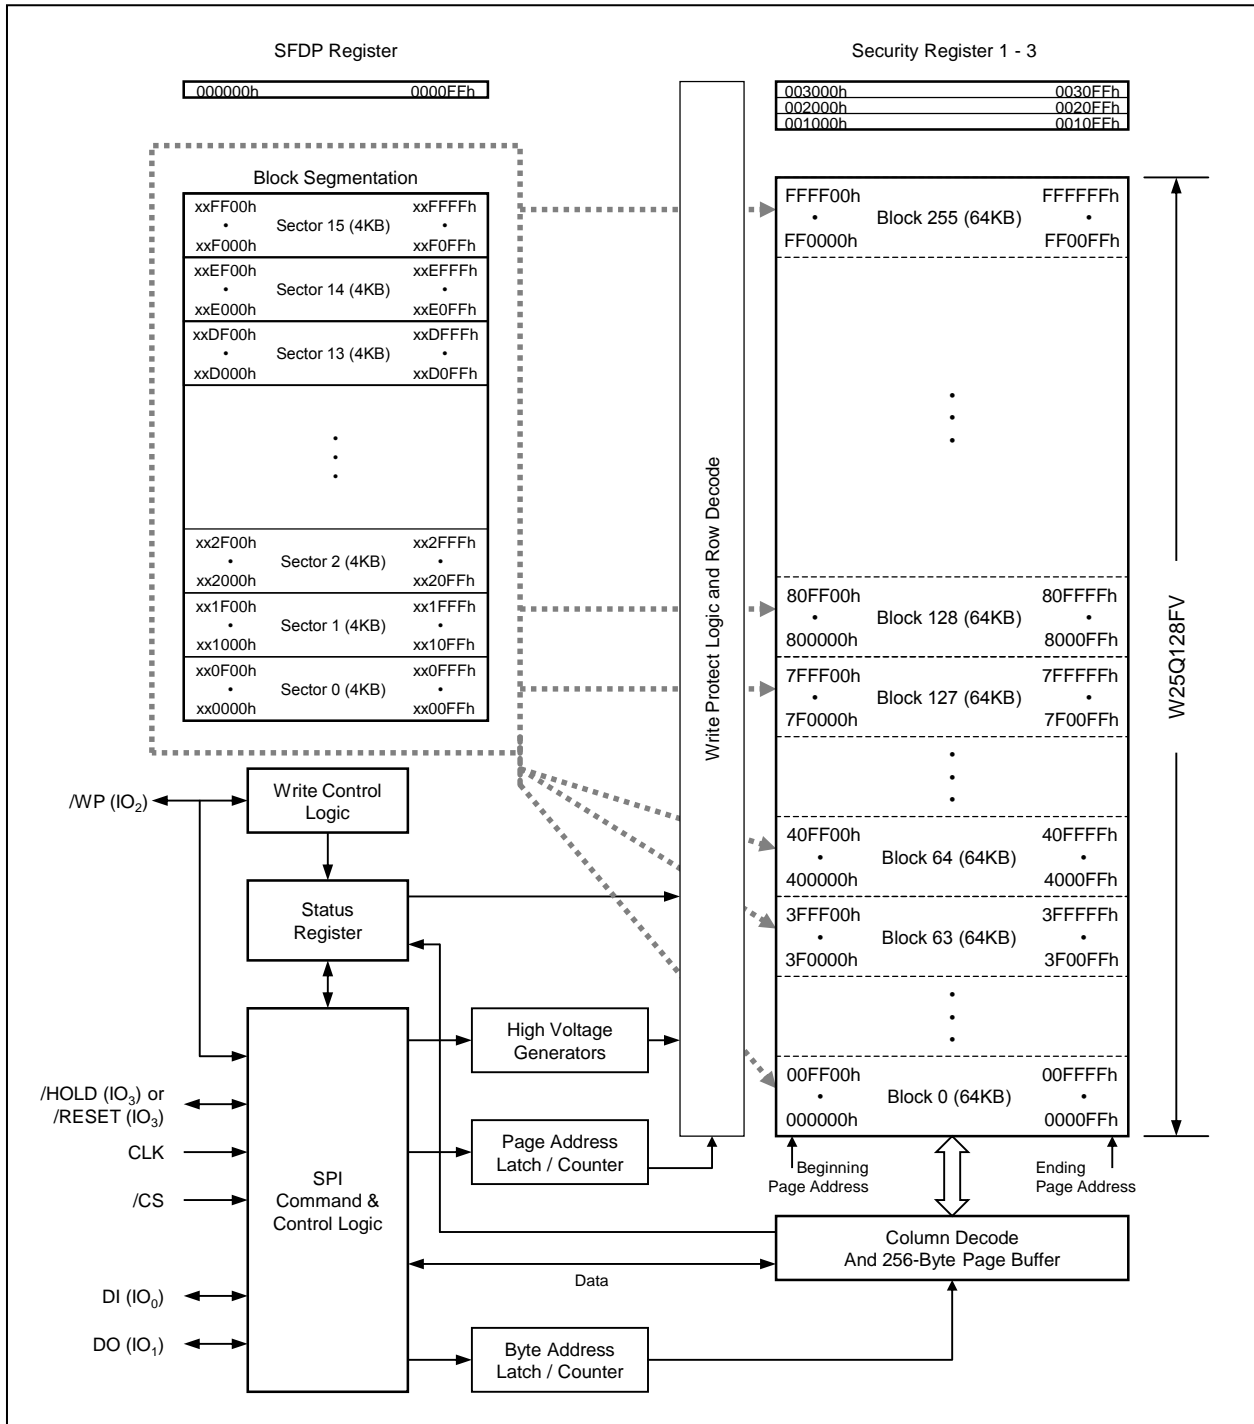 SFDP Register
000000h 0000FFh
Security Register 1 - 3
003000h 0030FFh
002000h 0020FFh
001000h 0010FFh
Block Segmentation
xxFF00h xxFFFFh
• Sector 15 (4KB) •
xxF000h xxF0FFh
xxEF00h xxEFFFh
• Sector 14 (4KB) •
xxE000h xxE0FFh
xxDF00h xxDFFFh
• Sector 13 (4KB) •
xxD000h xxD0FFh
xx2F00h xx2FFFh
• Sector 2 (4KB) •
xx2000h xx20FFh
xx1F00h xx1FFFh
• Sector 1 (4KB) •
xx1000h xx10FFh
xx0F00h xx0FFFh
• Sector 0 (4KB) •
xx0000h xx00FFh
Write Protect Logic and Row Decode
FFFF00h FFFFFFh
• Block 255 (64KB) •
FF0000h FF00FFh
80FF00h 80FFFFh
• Block 128 (64KB) •
800000h 8000FFh
7FFF00h 7FFFFFh
• Block 127 (64KB) •
7F0000h 7F00FFh
40FF00h 40FFFFh
• Block 64 (64KB) •
400000h 4000FFh
3FFF00h 3FFFFFh
• Block 63 (64KB) •
3F0000h 3F00FFh
00FF00h 00FFFFh
• Block 0 (64KB) •
000000h 0000FFh
W25Q128FV
Beginning
Page Address
Ending
Page Address
/WP (IO₂)
Write Control
Logic
Status
Register
High Voltage
Generators
/HOLD (IO₃) or
/RESET (IO₃)
CLK
/CS
DI (IO₀)
DO (IO₁)
SPI
Command &
Control Logic
Page Address
Latch / Counter
Column Decode
And 256-Byte Page Buffer
Data
Byte Address
Latch / Counter